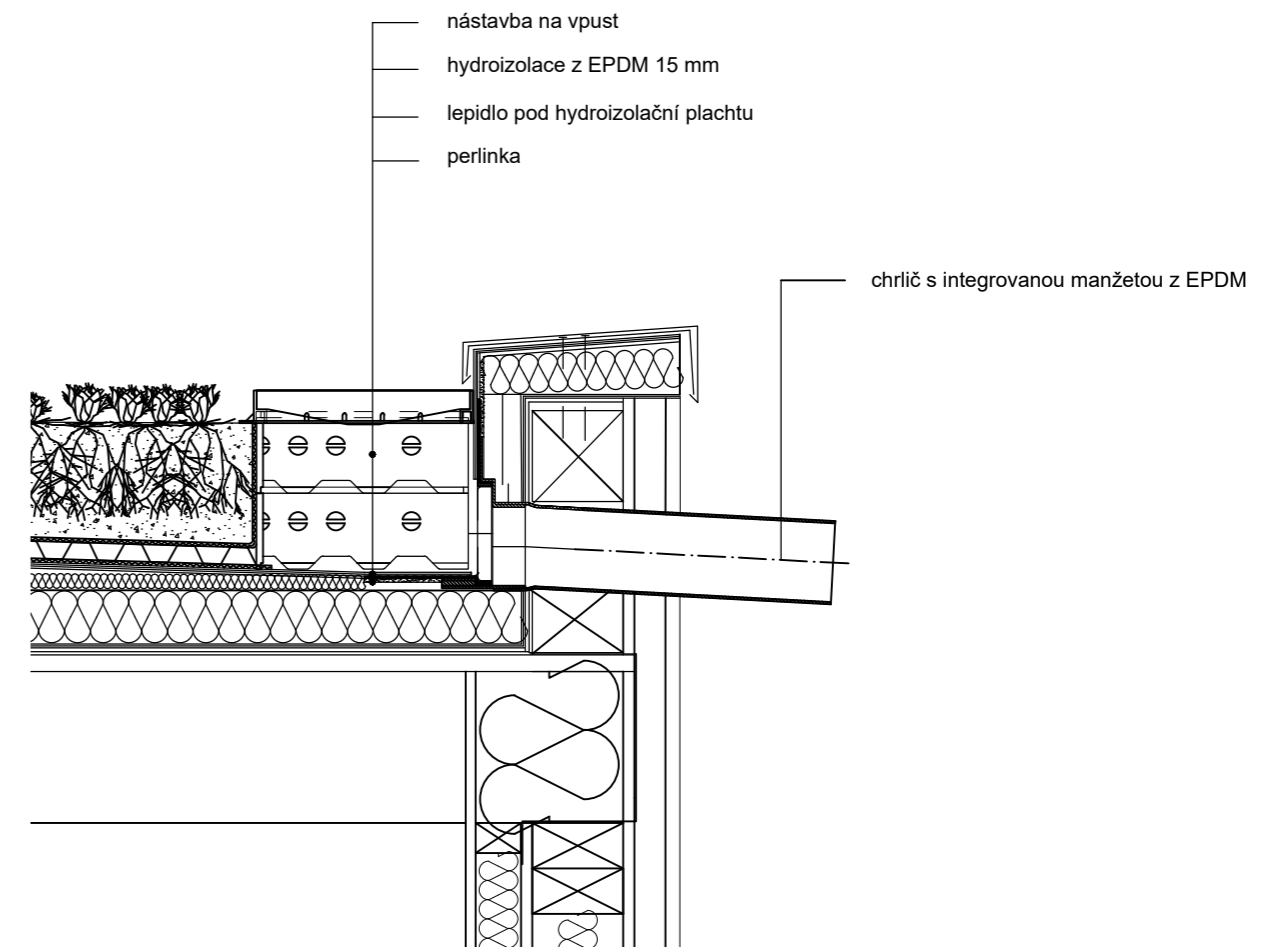 nástavba na vpust
hydroizolace z EPDM 15 mm
lepidlo pod hydroizolační plachtu
perlinka
chrlič s integrovanou manžetou z EPDM